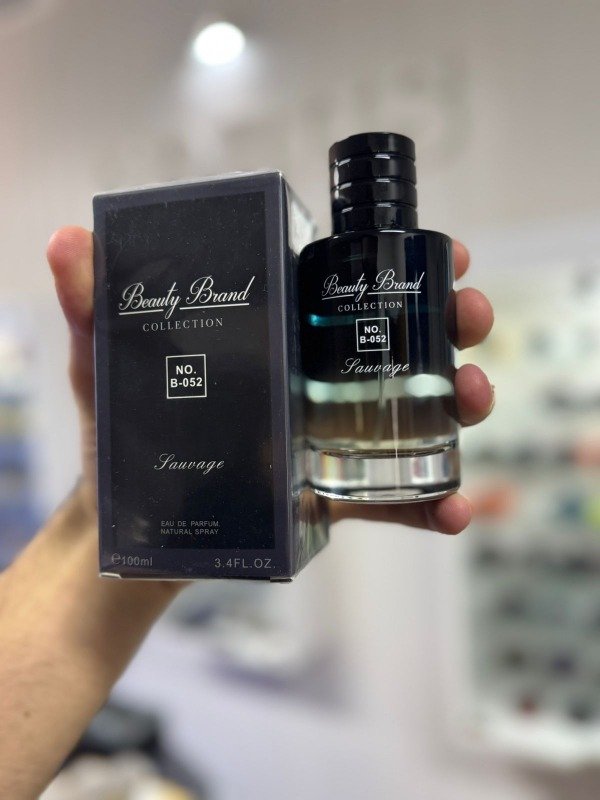 Beauty Brand
COLLECTION
NO.
B-052
Sauvage
EAU DE PARFUM
NATURAL SPRAY
℮100ml
3.4FL.OZ.
Beauty Brand
COLLECTION
NO.
B-052
Sauvage